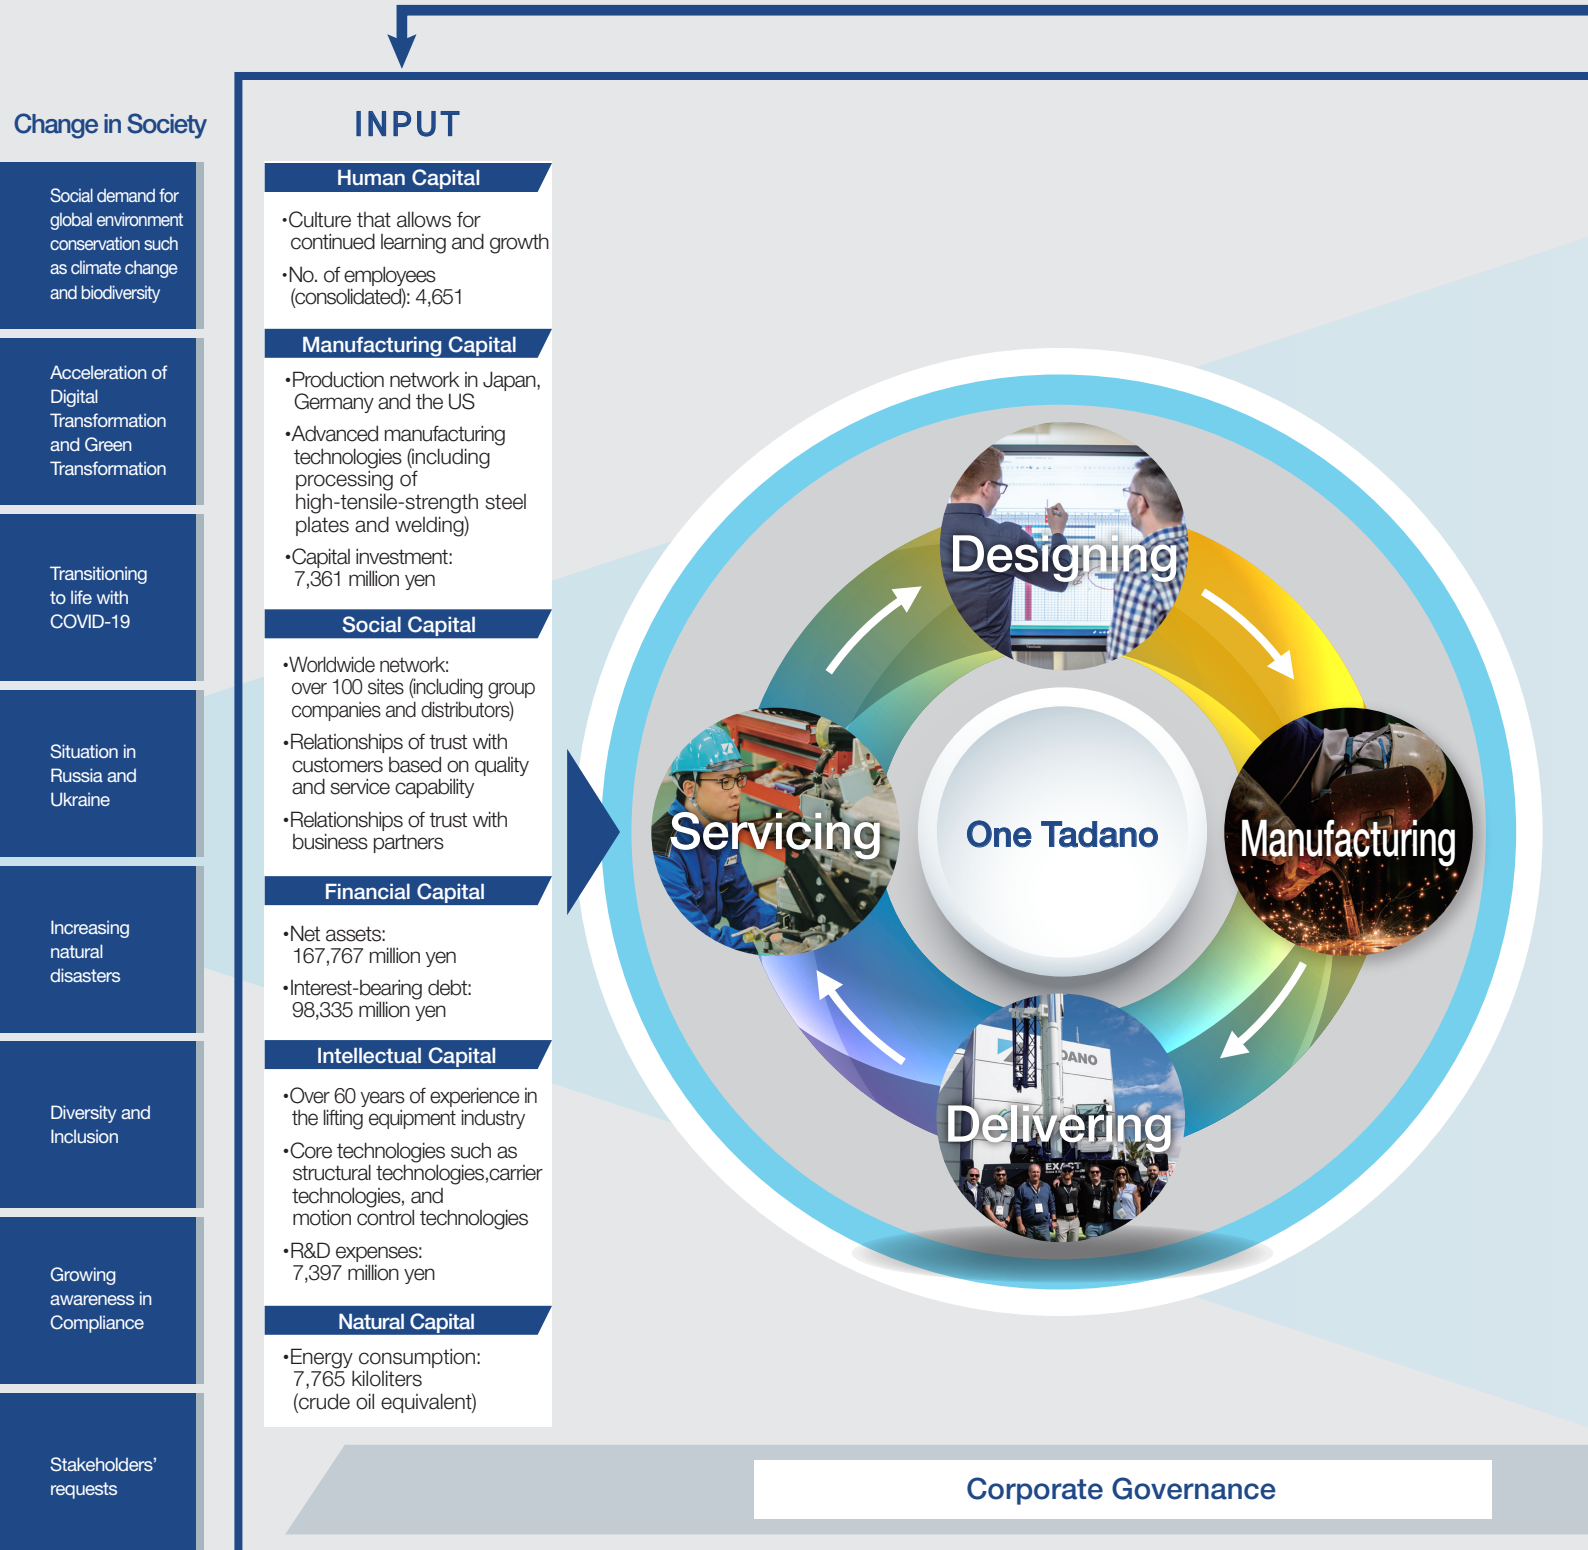 Change in Society
Social demand for
global environment
conservation such
as climate change
and biodiversity
Acceleration of
Digital
Transformation
and Green
Transformation
Transitioning
to life with
COVID-19
Situation in
Russia and
Ukraine
Increasing
natural
disasters
Diversity and
Inclusion
Growing
awareness in
Compliance
Stakeholders'
requests
INPUT
Human Capital
・Culture that allows for
continued learning and growth
・No. of employees
(consolidated): 4,651
Manufacturing Capital
・Production network in Japan,
Germany and the US
・Advanced manufacturing
technologies (including
processing of
high-tensile-strength steel
plates and welding)
・Capital investment:
7,361 million yen
Social Capital
・Worldwide network:
over 100 sites (including group
companies and distributors)
・Relationships of trust with
customers based on quality
and service capability
・Relationships of trust with
business partners
Financial Capital
・Net assets:
167,767 million yen
・Interest-bearing debt:
98,335 million yen
Intellectual Capital
・Over 60 years of experience in
the lifting equipment industry
・Core technologies such as
structural technologies,carrier
technologies, and
motion control technologies
・R&D expenses:
7,397 million yen
Natural Capital
・Energy consumption:
7,765 kiloliters
(crude oil equivalent)
Designing
Servicing
One Tadano
Manufacturing
DANO
Delivering
EXACT
Corporate Governance